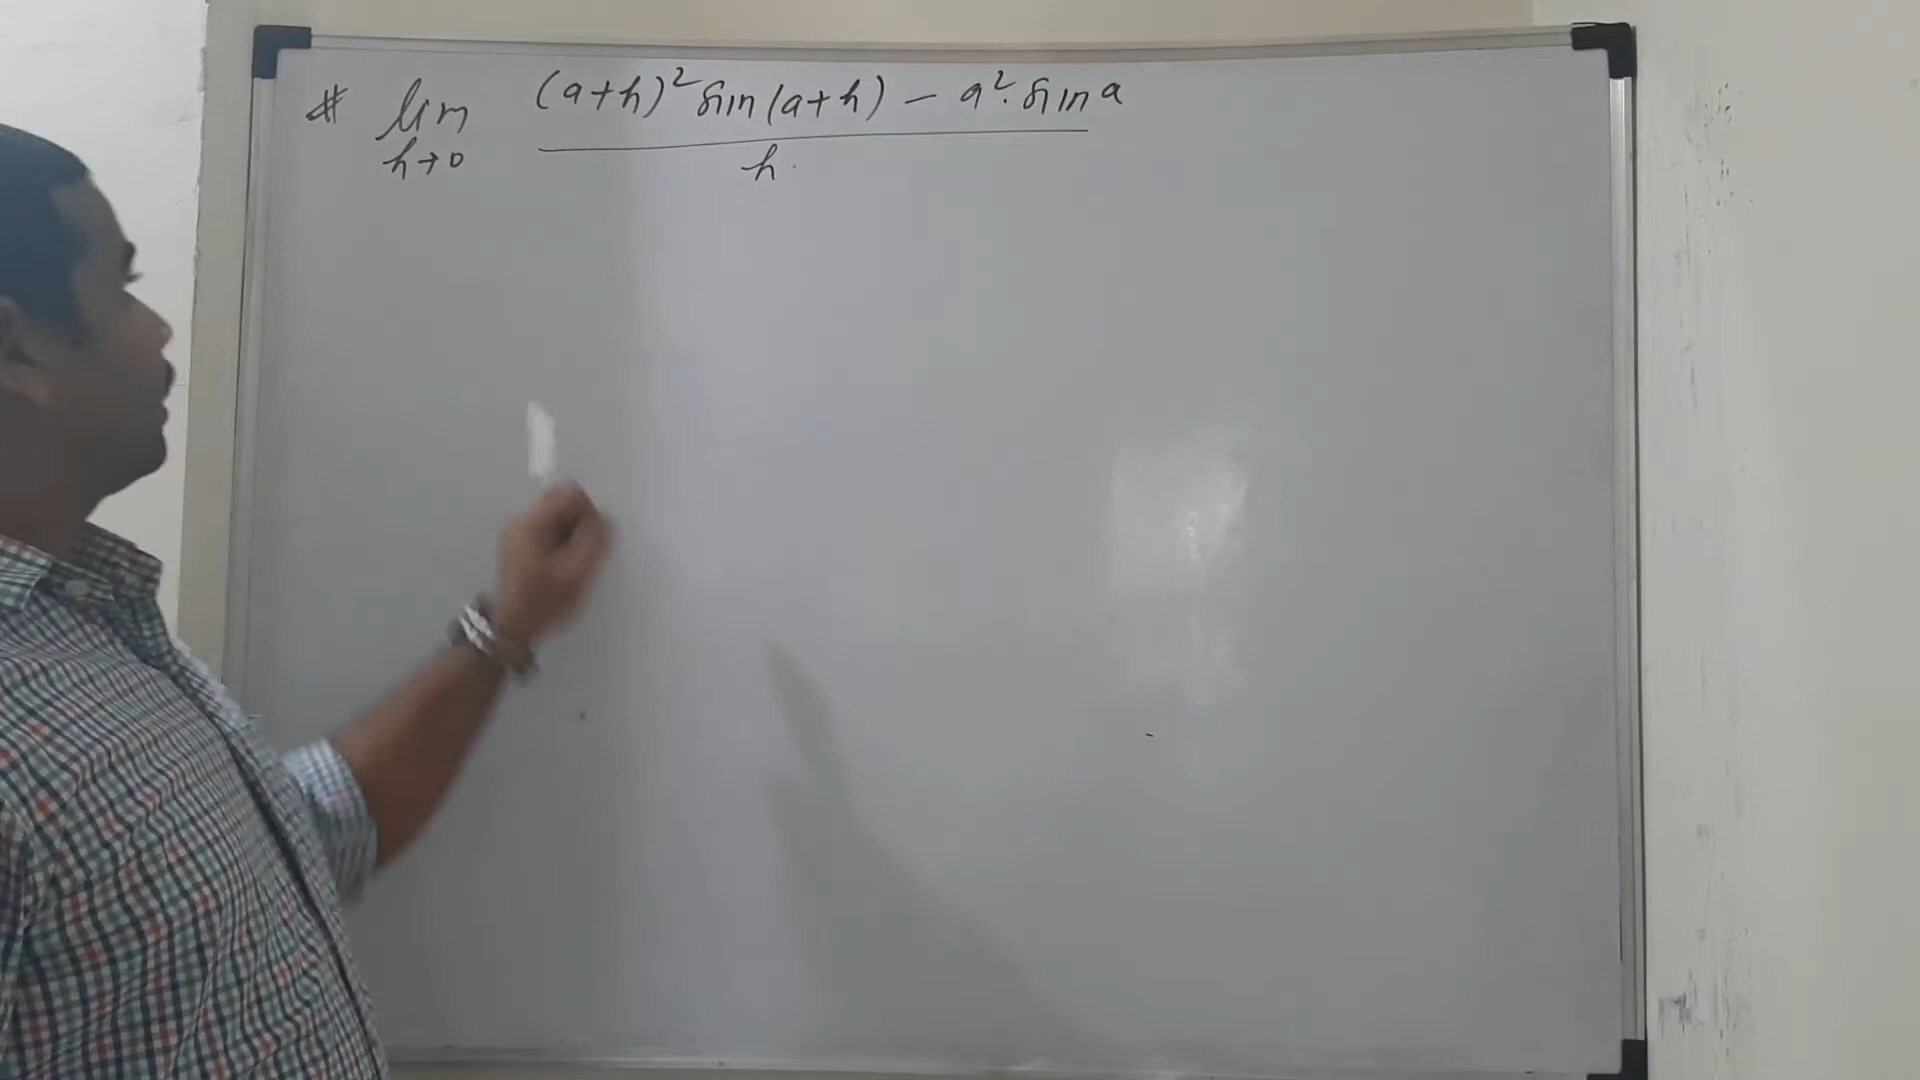 # lim (a+h)² sin(a+h) - a². sin a
h→0 h.